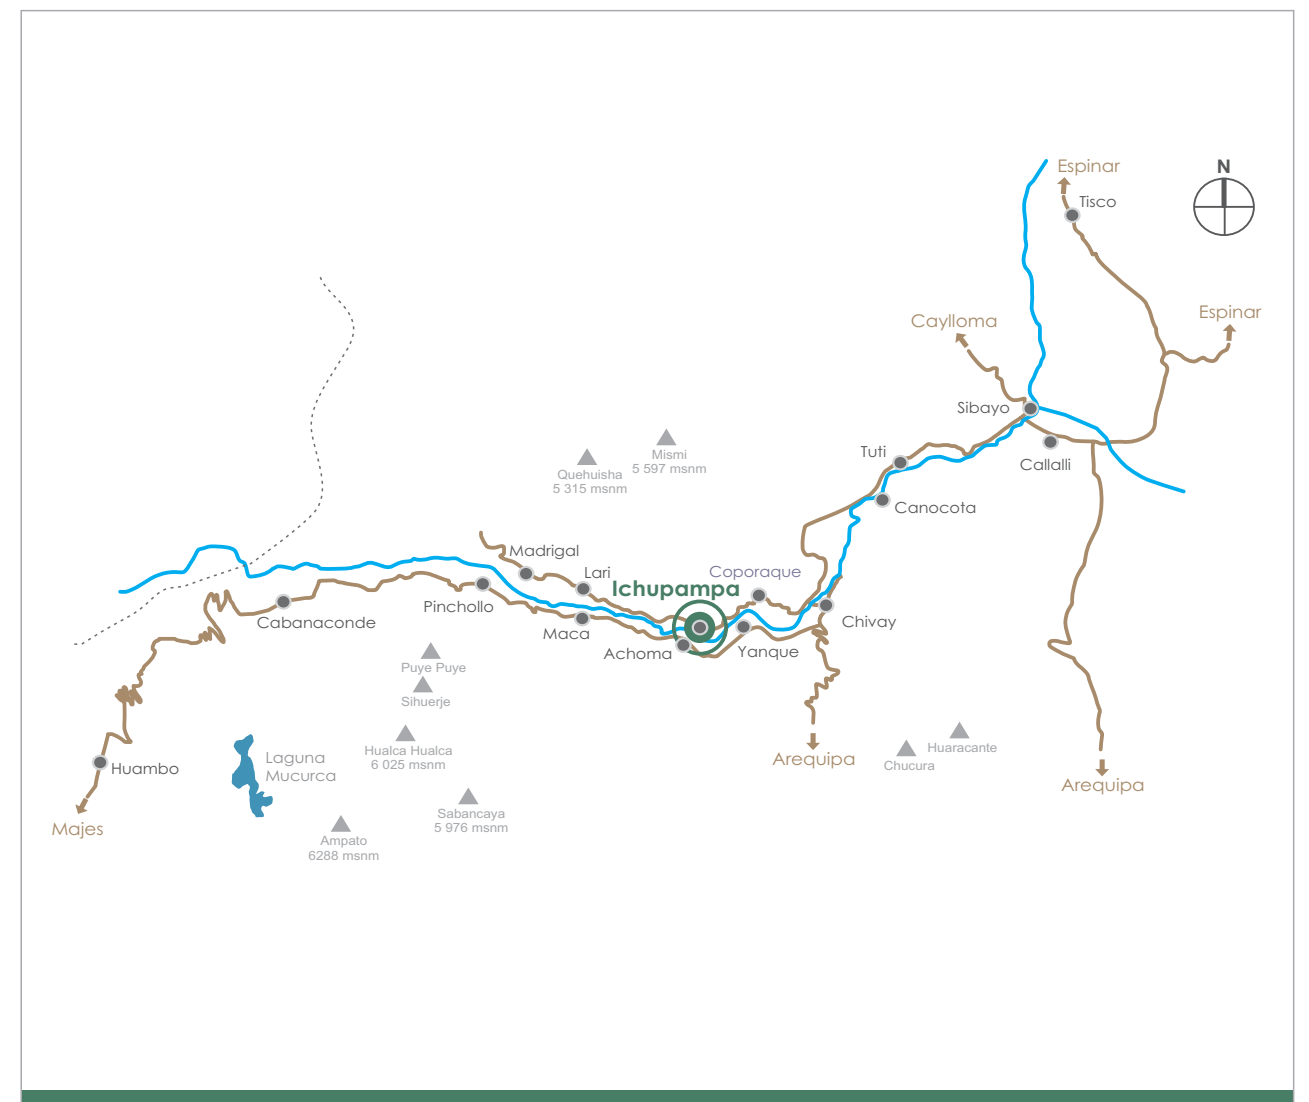 Espinar
N
Tisco
Espinar
Caylloma
Sibayo
Tuti
Callalli
Mismi
5 597 msnm
Quehuisha
5 315 msnm
Canocota
Madrigal
Lari
Coporaque
Ichupampa
Pinchollo
Cabanaconde
Maca
Chivay
Achoma
Yanque
Puye Puye
Sihuerje
Hualca Hualca
6 025 msnm
Laguna
Mucurca
Huambo
Arequipa
Huaracante
Chucura
Arequipa
Sabancaya
5 976 msnm
Majes
Ampato
6288 msnm